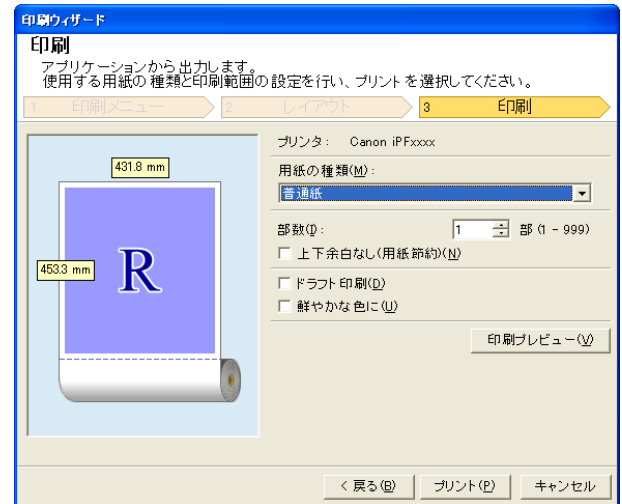 印刷ウィザード
印刷
アプリケーションから出力します。
使用する用紙の種類と印刷範囲の設定を行い、プリントを選択してください。
1 印刷メニュー 2 レイアウト 3 印刷
プリンタ: Canon iPFxxxx
431.8 mm
用紙の種類(M):
普通紙
部数(I): 1 部 (1 - 999)
上下余白なし(用紙節約)(N)
453.3 mm
R
ドラフト印刷(D)
鮮やかな色に(U)
印刷プレビュー(V)
< 戻る(B) プリント(P) キャンセル